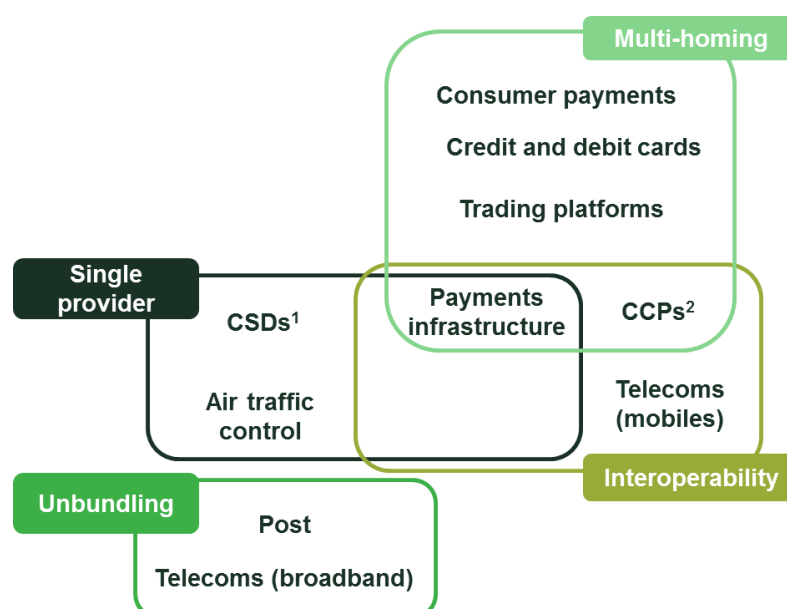 Multi-homing
Consumer payments
Credit and debit cards
Trading platforms
Single
provider
CSDs¹
Payments
infrastructure
CCPs²
Air traffic
control
Telecoms
(mobiles)
Interoperability
Unbundling
Post
Telecoms (broadband)